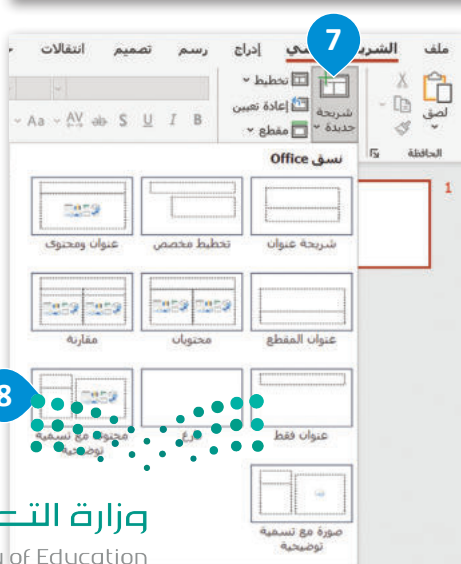 7
ملف
إدراج
رسم
تصميم
انتقالات
لصق
الحافظة
شريحة
جديدة
تخطيط
إعادة تعيين
مقطع
B I U S ab AV Aa
نسق Office
1
شريحة عنوان
تخطيط مخصص
عنوان ومحتوى
عنوان المقطع
محتويان
مقارنة
عنوان فقط
فارغ
محتوى مع تسمية
توضيحية
8
صورة مع تسمية
توضيحية
وزارة التـ
of Education